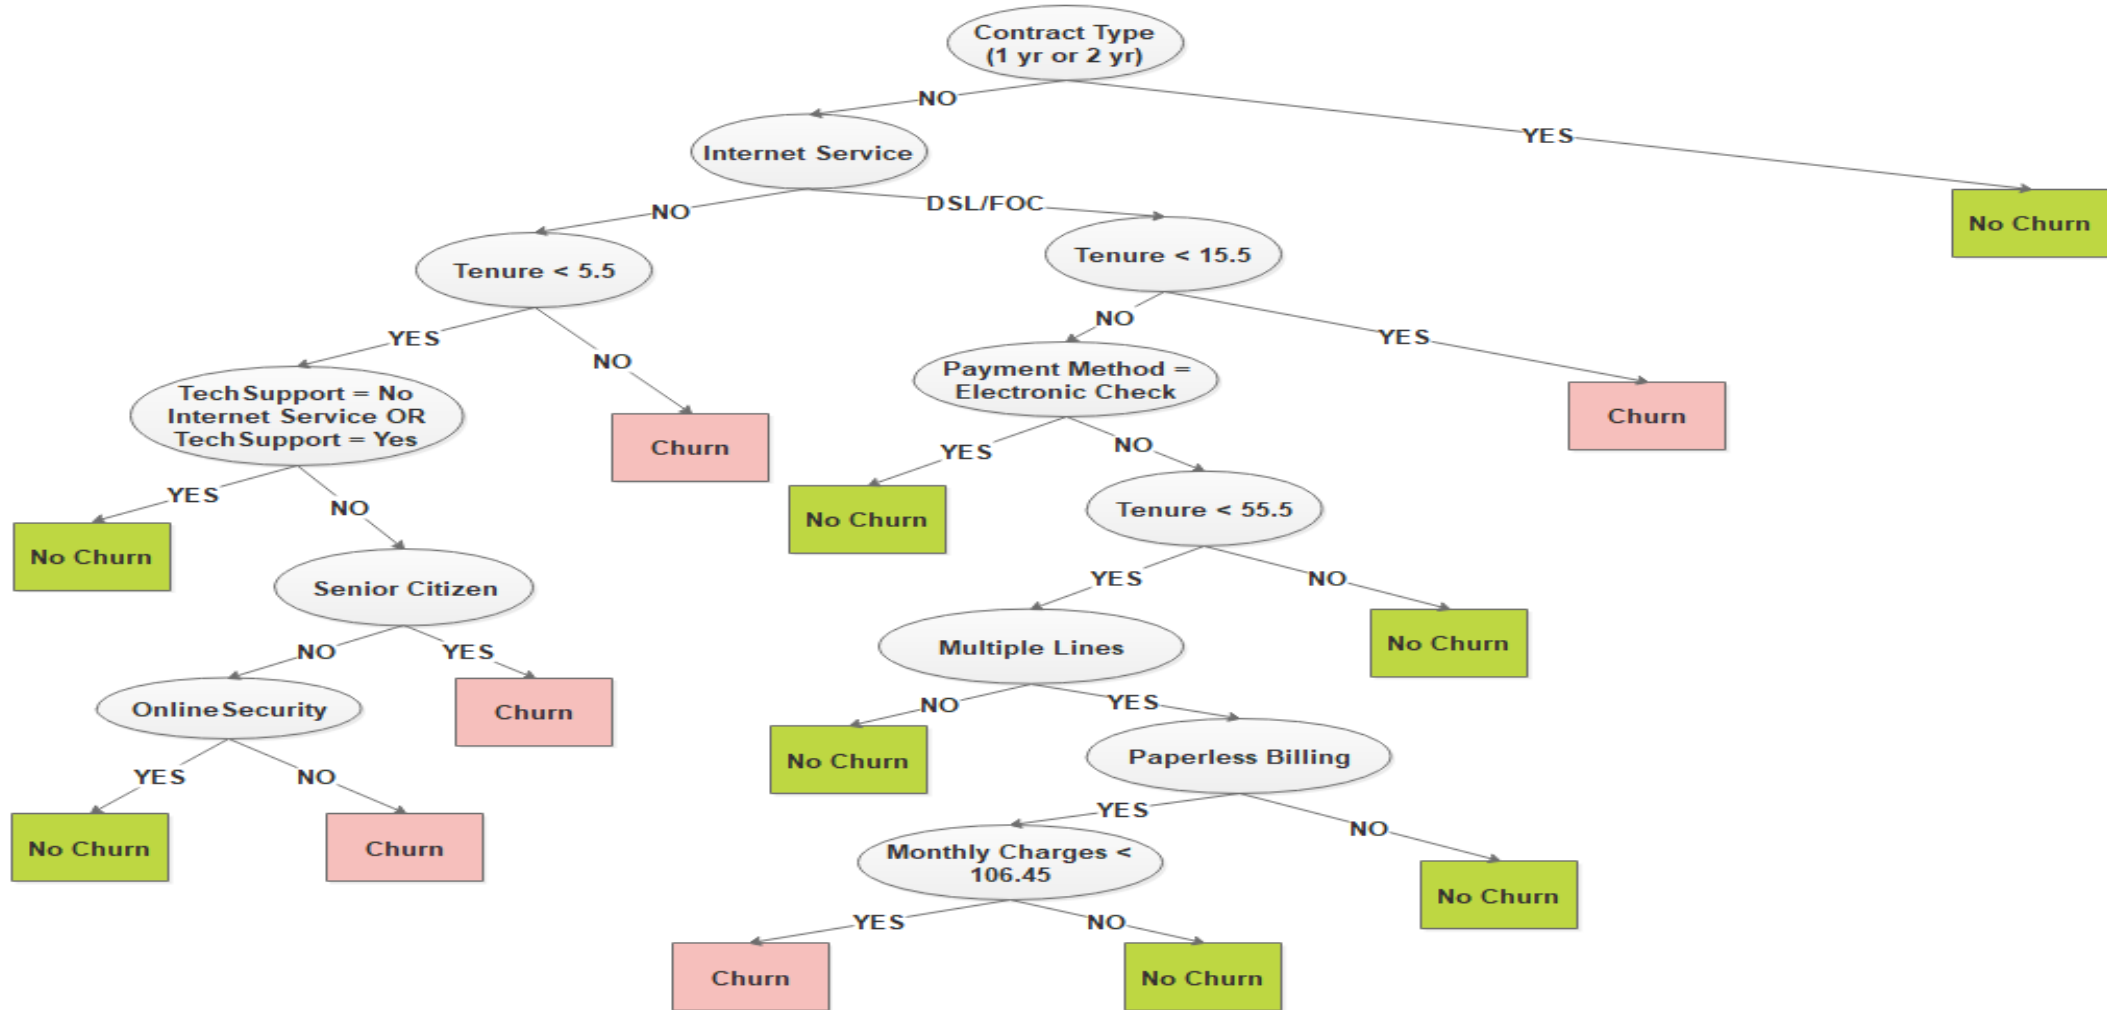 Contract Type
(1 yr or 2 yr)
NO
YES
Internet Service
NO
DSL/FOC
No Churn
Tenure < 5.5
Tenure < 15.5
YES
NO
NO
YES
TechSupport = No
Internet Service OR
TechSupport = Yes
Churn
Payment Method =
Electronic Check
Churn
YES
NO
YES
NO
No Churn
Senior Citizen
No Churn
Tenure < 55.5
NO
YES
YES
NO
OnlineSecurity
Churn
Multiple Lines
No Churn
YES
NO
NO
YES
No Churn
Churn
No Churn
Paperless Billing
YES
NO
Monthly Charges <
106.45
No Churn
YES
NO
Churn
No Churn